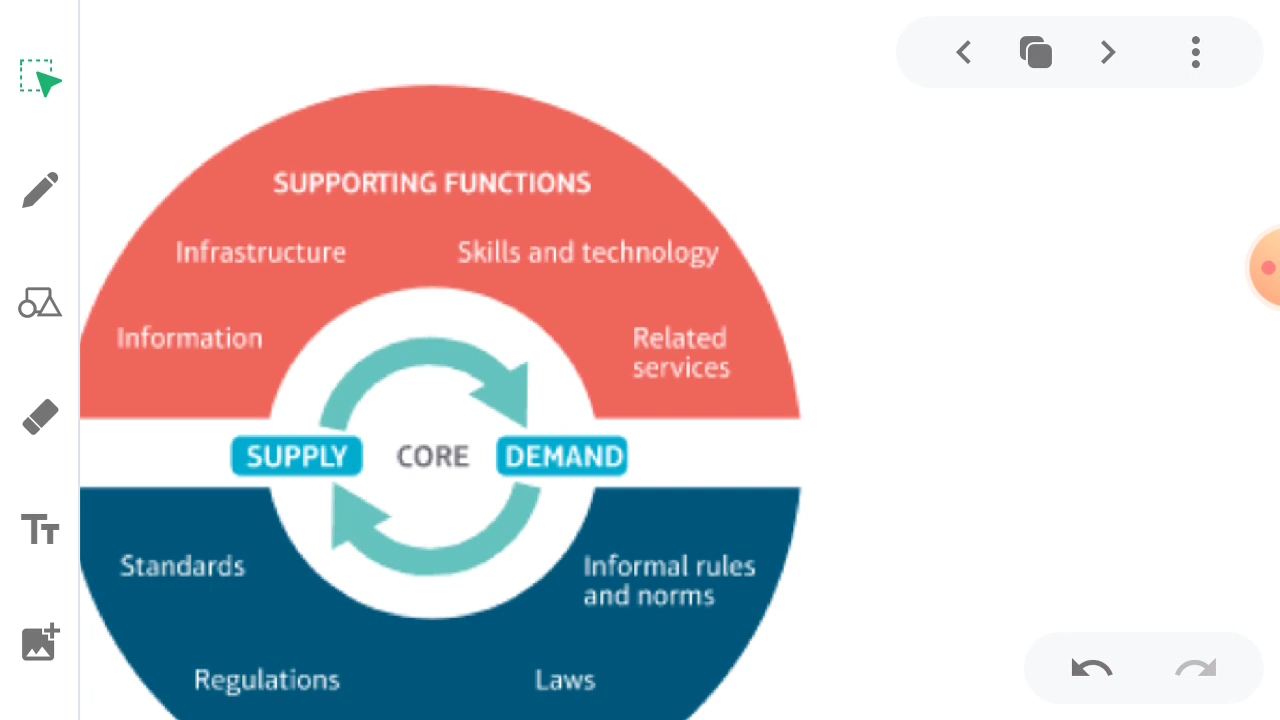 SUPPORTING FUNCTIONS
Infrastructure
Skills and technology
Information
Related
services
SUPPLY
CORE
DEMAND
Standards
Informal rules
and norms
Regulations
Laws